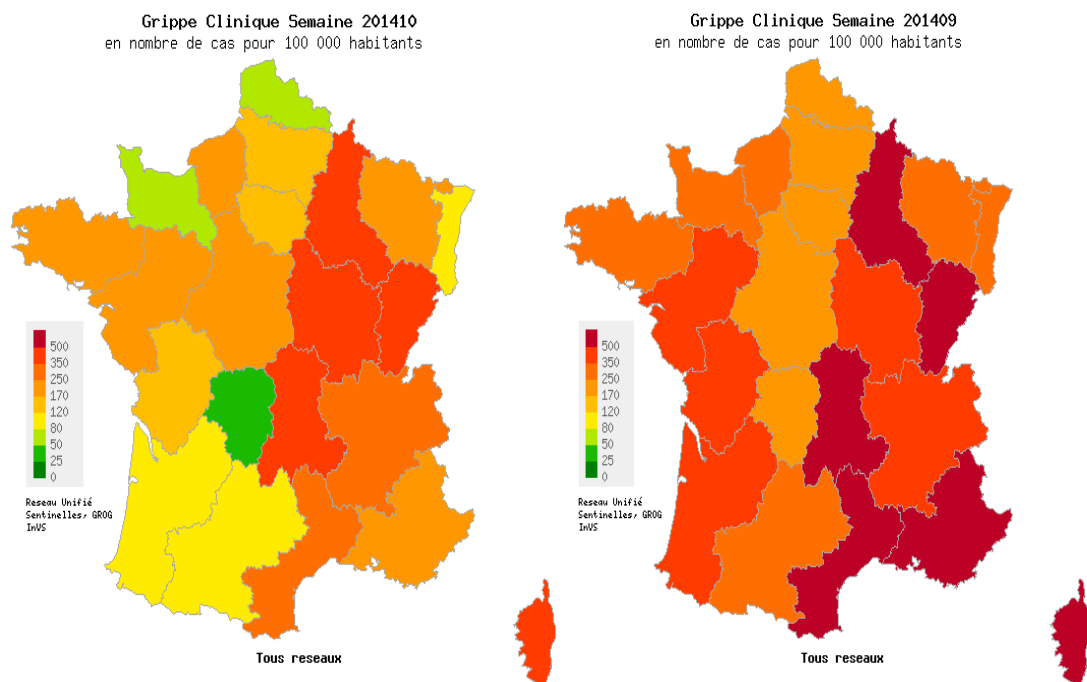 Grippe Clinique Semaine 201410
en nombre de cas pour 100 000 habitants
500
350
250
170
120
80
50
25
0
Reseau Unifié
Sentinelles, GROG
InVS
Tous reseaux
Grippe Clinique Semaine 201409
en nombre de cas pour 100 000 habitants
500
350
250
170
120
80
50
25
0
Reseau Unifié
Sentinelles, GROG
InVS
Tous reseaux